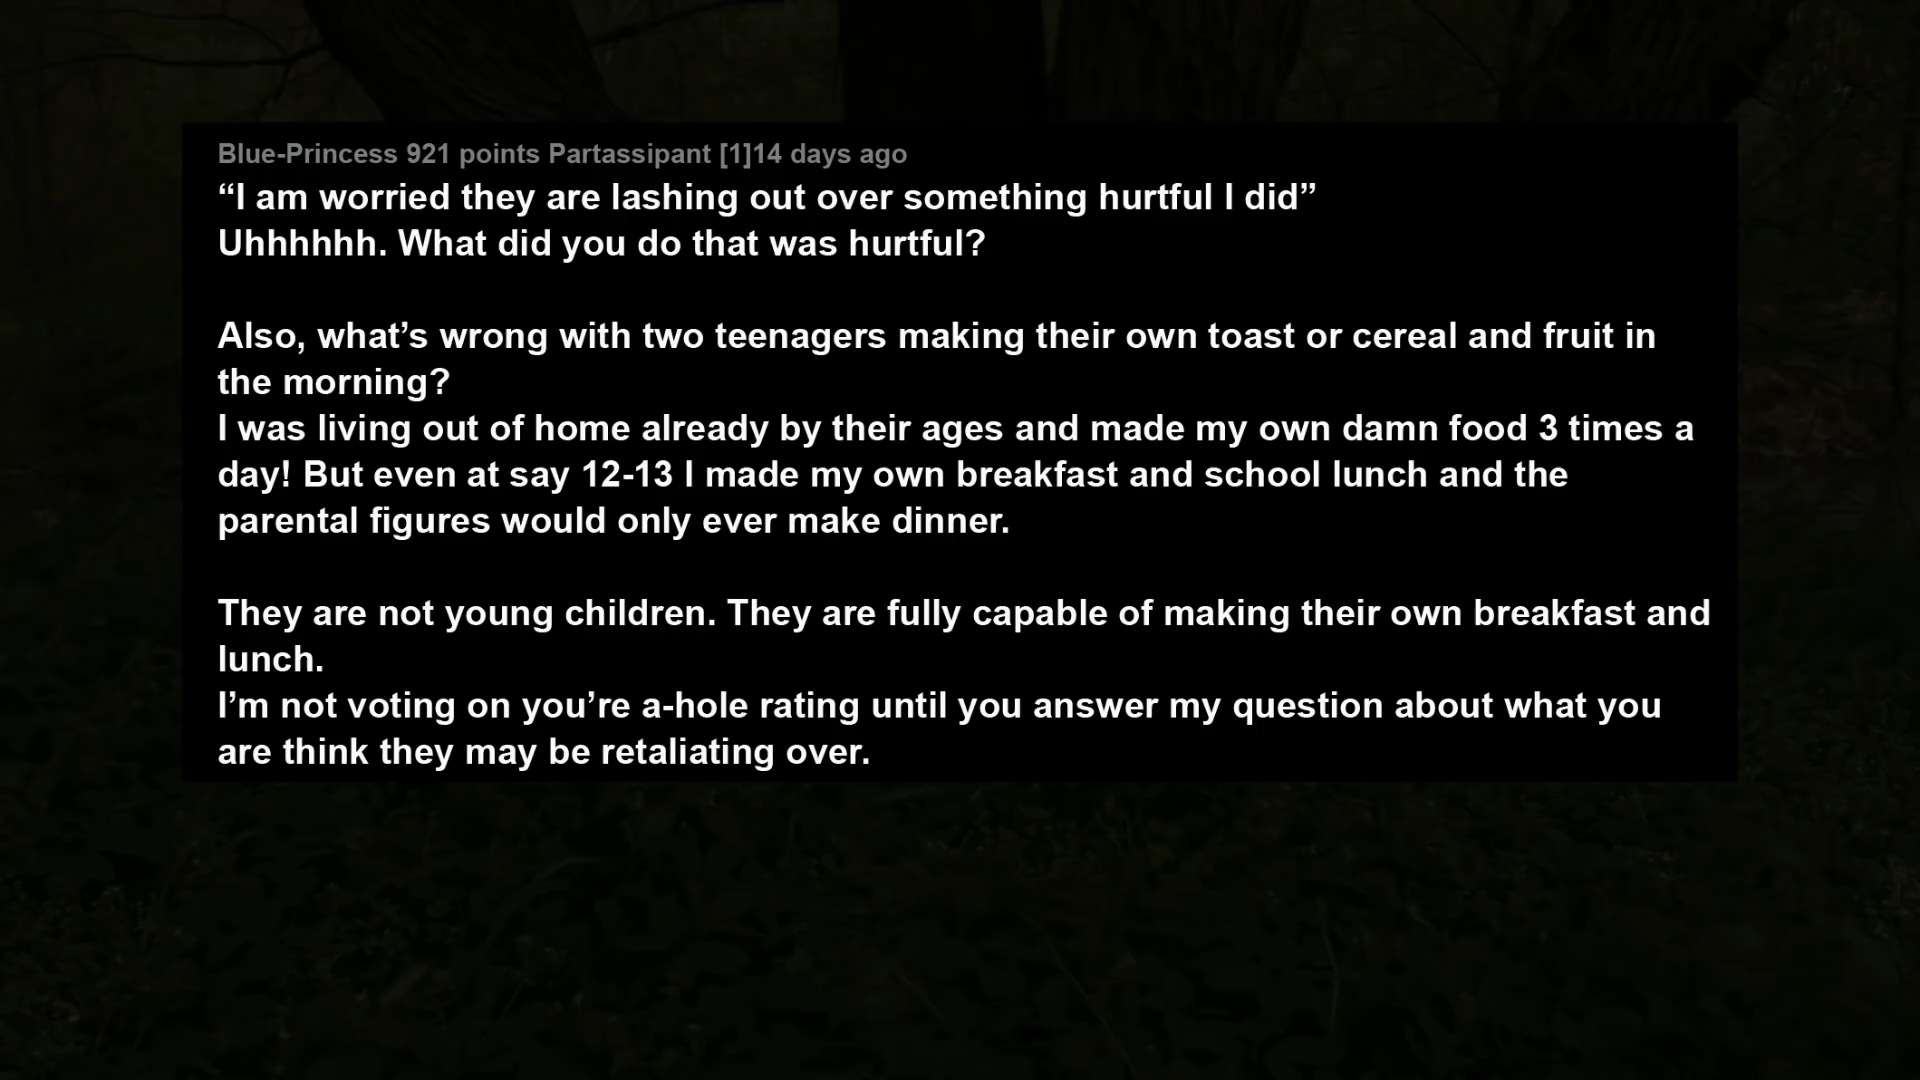 Blue-Princess 921 points Partassipant [1]14 days ago
“I am worried they are lashing out over something hurtful I did”
Uhhhhhh. What did you do that was hurtful?
Also, what’s wrong with two teenagers making their own toast or cereal and fruit in
the morning?
I was living out of home already by their ages and made my own damn food 3 times a
day! But even at say 12-13 I made my own breakfast and school lunch and the
parental figures would only ever make dinner.
They are not young children. They are fully capable of making their own breakfast and
lunch.
I’m not voting on you’re a-hole rating until you answer my question about what you
are think they may be retaliating over.